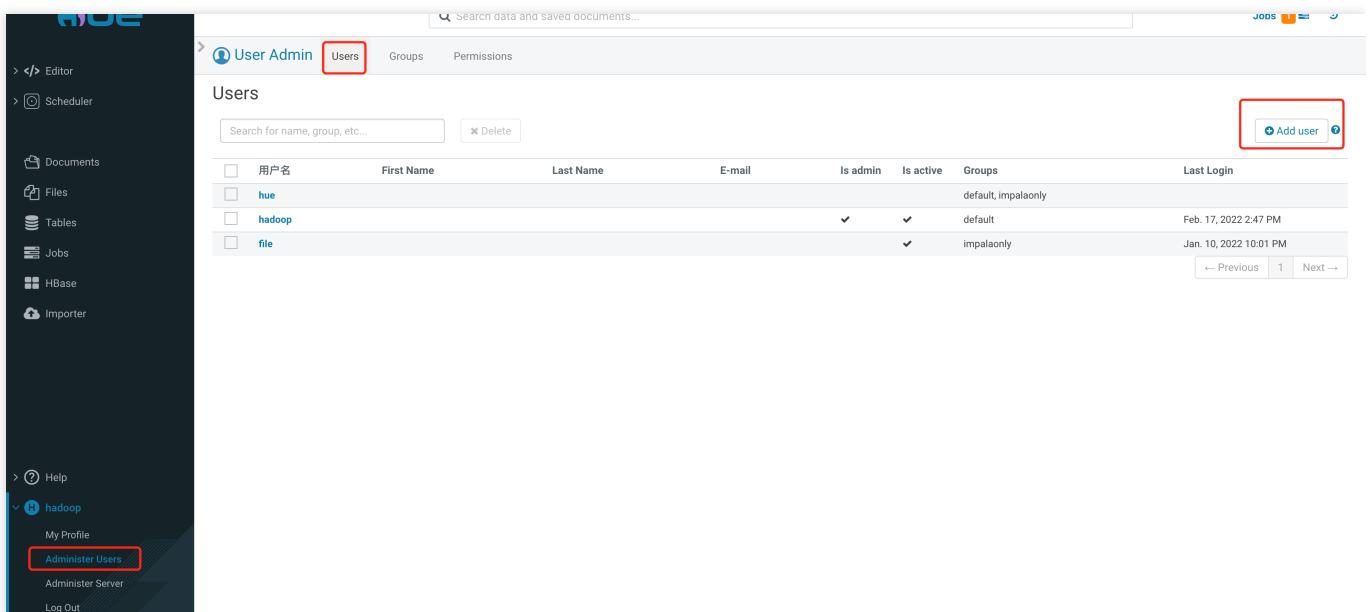 HUE
Search data and saved documents...
Jobs 1
User Admin Users Groups Permissions
Editor
Scheduler
Documents
Files
Tables
Jobs
HBase
Importer
Help
H hadoop
My Profile
Administer Users
Administer Server
Log Out
Users
Search for name, group, etc...
Delete
Add user ?
用户名 First Name Last Name E-mail Is admin Is active Groups Last Login
hue default, impalaonly
hadoop default Feb. 17, 2022 2:47 PM
file impalaonly Jan. 10, 2022 10:01 PM
← Previous 1 Next →